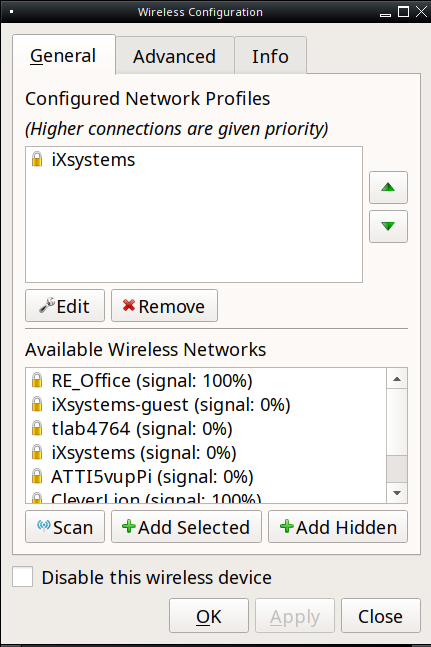 Wireless Configuration
General Advanced Info
Configured Network Profiles
(Higher connections are given priority)
iXsystems
Edit Remove
Available Wireless Networks
RE_Office (signal: 100%)
iXsystems-guest (signal: 0%)
tlab4764 (signal: 0%)
iXsystems (signal: 0%)
ATTI5vupPi (signal: 0%)
CleverLion (signal: 100%)
Scan Add Selected Add Hidden
Disable this wireless device
OK Apply Close